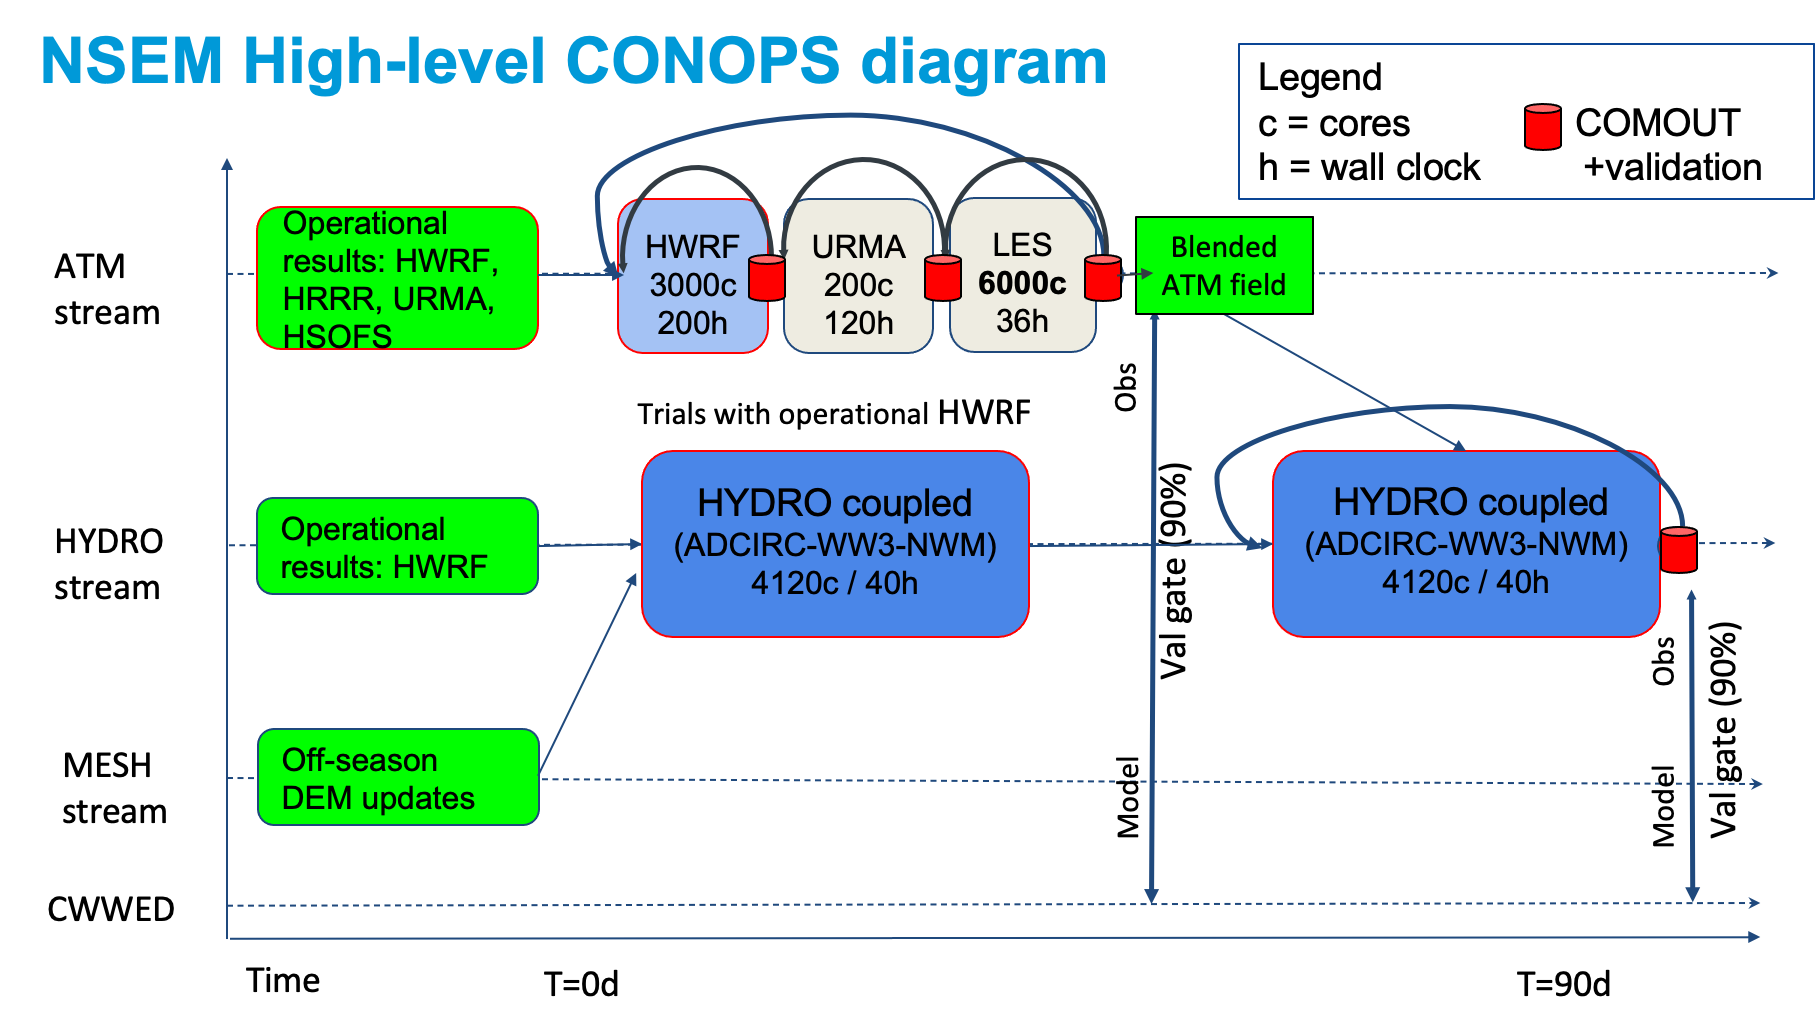 NSEM High-level CONOPS diagram
Legend
c = cores
h = wall clock
COMOUT
+validation
ATM
stream
Operational
results: HWRF,
HRRR, URMA,
HSOFS
HWRF
3000c
200h
URMA
200c
120h
LES
6000c
36h
Blended
ATM field
Obs
Trials with operational HWRF
HYDRO
stream
Operational
results: HWRF
HYDRO coupled
(ADCIRC-WW3-NWM)
4120c / 40h
Val gate (90%)
HYDRO coupled
(ADCIRC-WW3-NWM)
4120c / 40h
Obs
Val gate (90%)
MESH
stream
Off-season
DEM updates
Model
Model
CWWED
Time
T=0d
T=90d